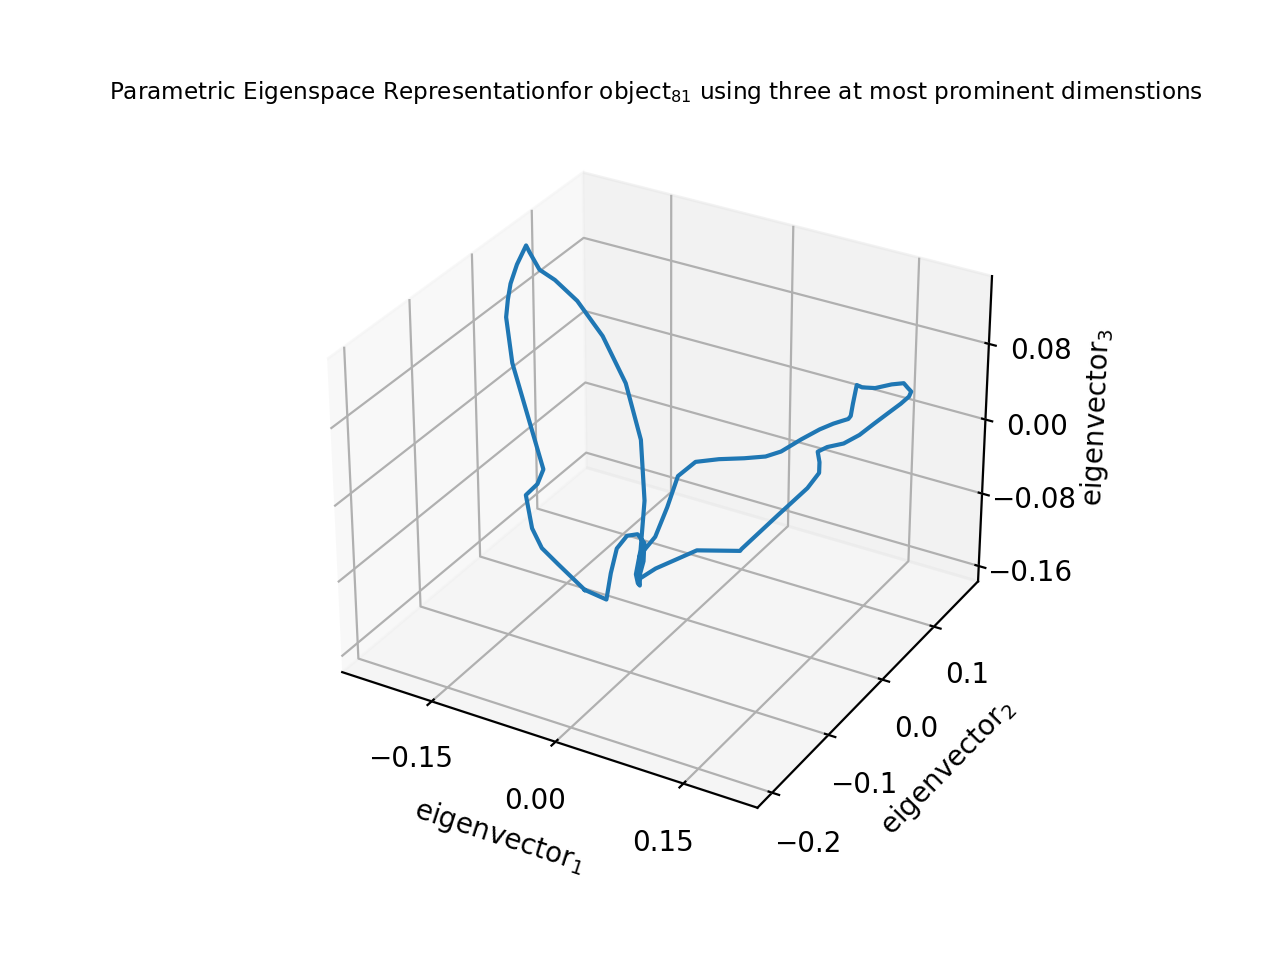 Parametric Eigenspace Representationfor object₈₁ using three at most prominent dimenstions
0.08
0.00
−0.08
−0.16
eigenvector₃
0.1
0.0
−0.1
−0.2
eigenvector₂
−0.15
0.00
0.15
eigenvector₁